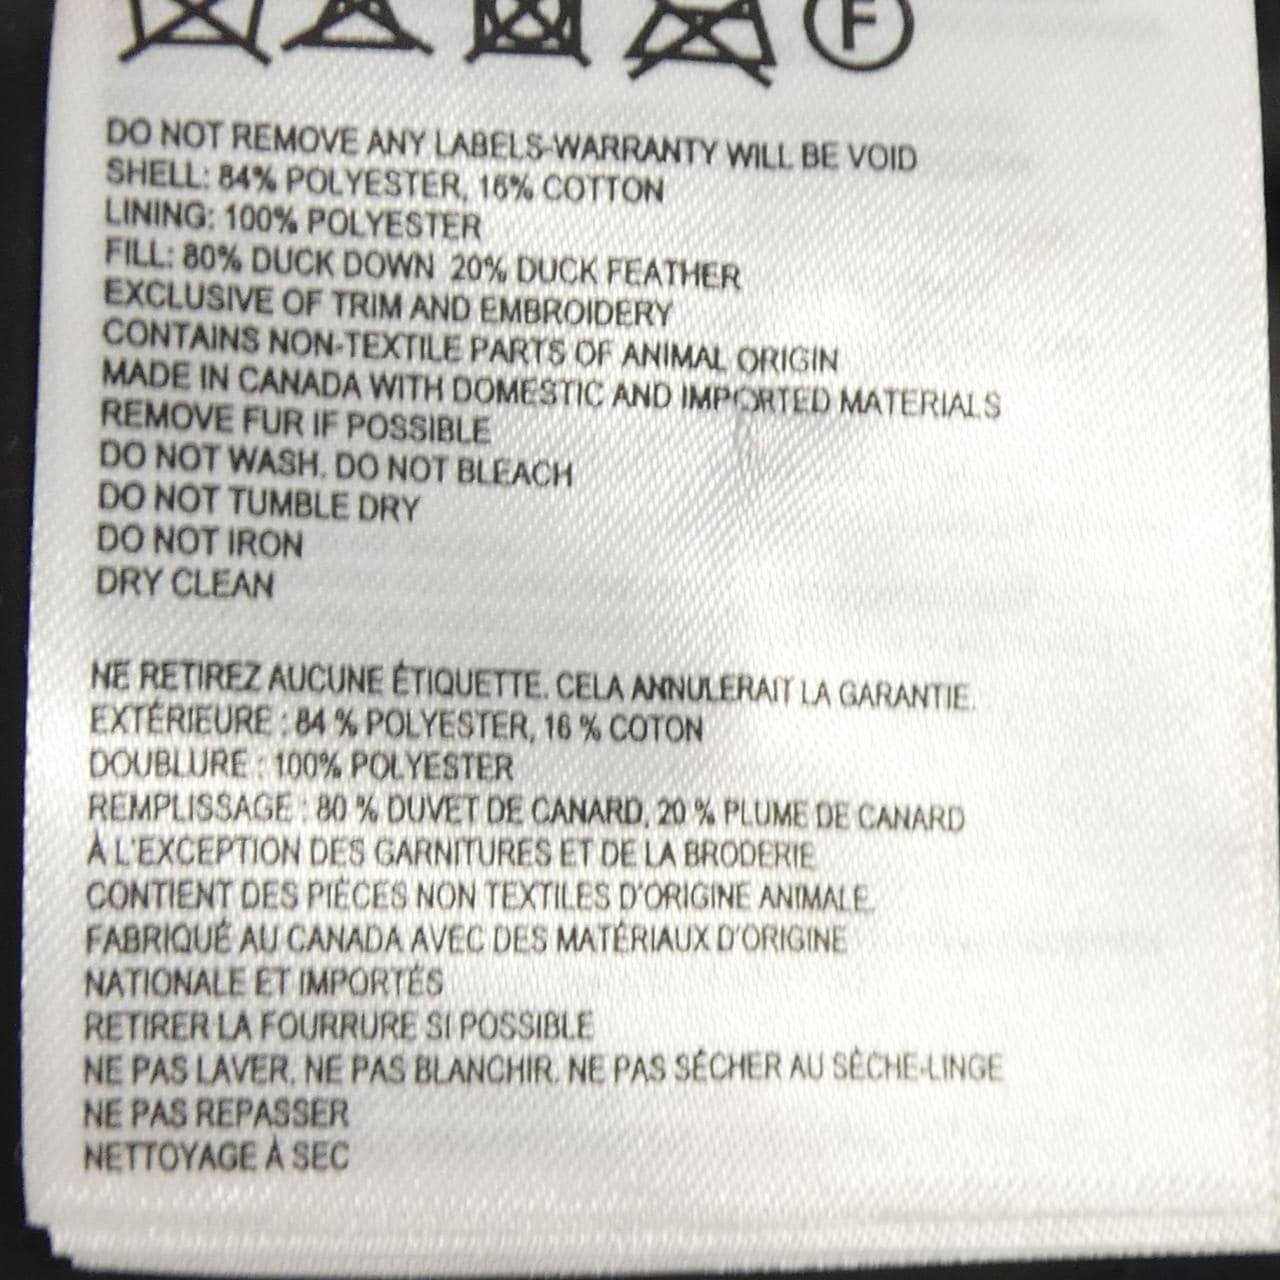 F
DO NOT REMOVE ANY LABELS-WARRANTY WILL BE VOID
SHELL: 84% POLYESTER, 16% COTTON
LINING: 100% POLYESTER
FILL: 80% DUCK DOWN 20% DUCK FEATHER
EXCLUSIVE OF TRIM AND EMBROIDERY
CONTAINS NON-TEXTILE PARTS OF ANIMAL ORIGIN
MADE IN CANADA WITH DOMESTIC AND IMPORTED MATERIALS
REMOVE FUR IF POSSIBLE
DO NOT WASH. DO NOT BLEACH
DO NOT TUMBLE DRY
DO NOT IRON
DRY CLEAN
NE RETIREZ AUCUNE ÉTIQUETTE. CELA ANNULERAIT LA GARANTIE.
EXTÉRIEURE : 84 % POLYESTER, 16 % COTON
DOUBLURE : 100% POLYESTER
REMPLISSAGE : 80 % DUVET DE CANARD, 20 % PLUME DE CANARD
À L'EXCEPTION DES GARNITURES ET DE LA BRODERIE
CONTIENT DES PIÈCES NON TEXTILES D'ORIGINE ANIMALE.
FABRIQUÉ AU CANADA AVEC DES MATÉRIAUX D'ORIGINE
NATIONALE ET IMPORTÉS
RETIRER LA FOURRURE SI POSSIBLE
NE PAS LAVER. NE PAS BLANCHIR. NE PAS SÉCHER AU SÈCHE-LINGE
NE PAS REPASSER
NETTOYAGE À SEC